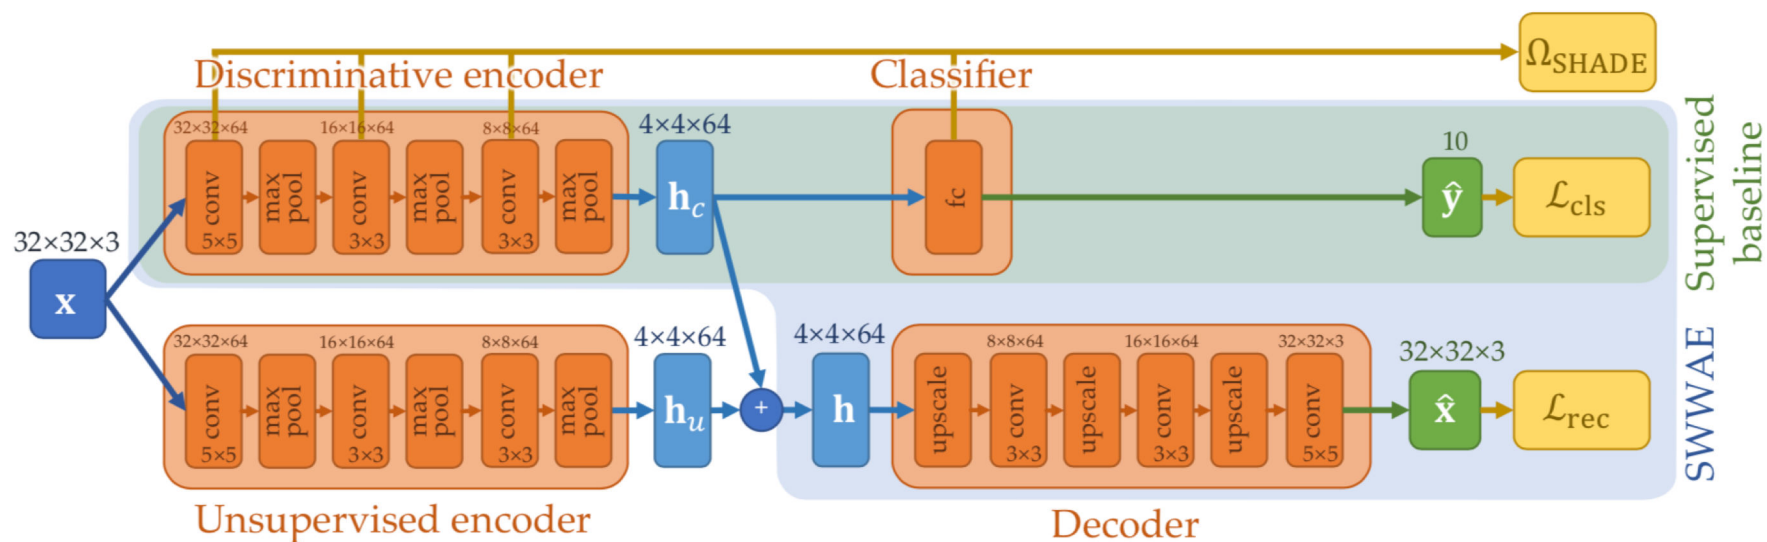 Ω_SHADE
Discriminative encoder
Classifier
32×32×64
16×16×64
8×8×64
4×4×64
10
conv
5×5
max pool
conv
3×3
max pool
conv
3×3
max pool
h_c
fc
ŷ
ℒ_cls
Supervised
baseline
32×32×3
x
32×32×64
16×16×64
8×8×64
4×4×64
4×4×64
8×8×64
16×16×64
32×32×3
32×32×3
conv
5×5
max pool
conv
3×3
max pool
conv
3×3
max pool
h_u
+
h
upscale
conv
3×3
upscale
conv
3×3
upscale
conv
5×5
x̂
ℒ_rec
SWWAE
Unsupervised encoder
Decoder